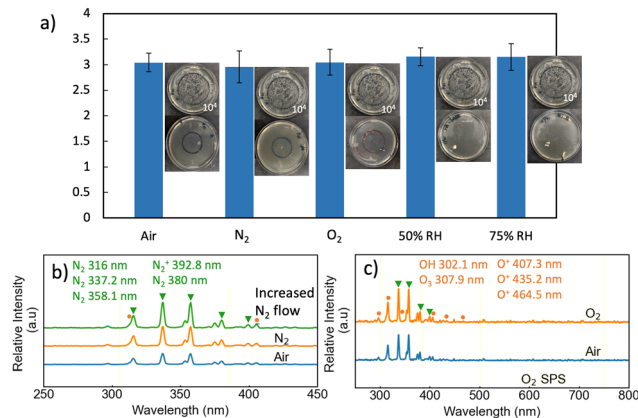 a)
4
3.5
3
2.5
2
1.5
1
0.5
0
10⁴
10⁴
10⁴
10⁴
10⁴
Air
N₂
O₂
50% RH
75% RH
b)
N₂ 316 nm
N₂ 337.2 nm
N₂ 358.1 nm
N₂⁺ 392.8 nm
N₂ 380 nm
Increased
N₂ flow
N₂
Air
Relative Intensity
(a.u)
250
300
350
400
450
Wavelength (nm)
c)
OH 302.1 nm
O₃ 307.9 nm
O⁺ 407.3 nm
O⁺ 435.2 nm
O⁺ 464.5 nm
O₂
Air
O₂ SPS
Relative Intensity
(a.u)
300
400
500
600
700
800
Wavelength (nm)